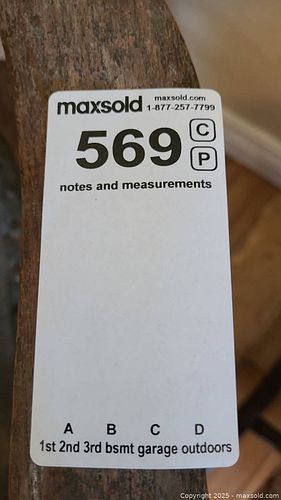 maxsold maxsold.com
1-877-257-7799
569 C
P
notes and measurements
A B C D
1st 2nd 3rd bsmt garage outdoors
Copyright © 2025 - maxsold.com